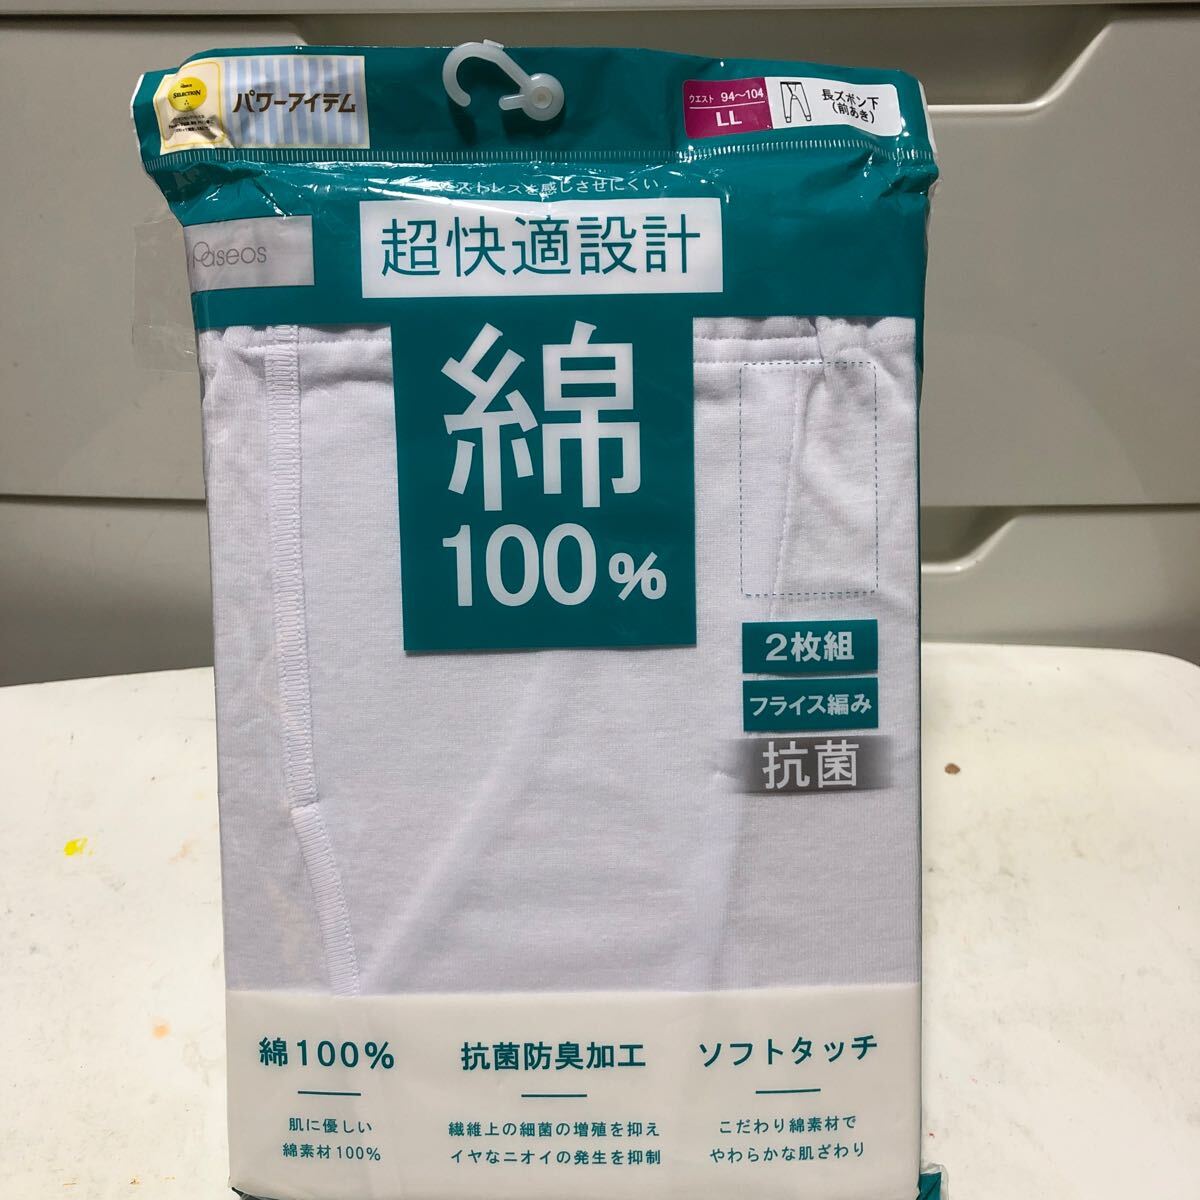 SELECTION
パワーアイテム
ウエスト 94〜104
LL
長ズボン下
(前あき)
ストレスを感じさせにくい
Paseos
超快適設計
綿
100%
2枚組
フライス編み
抗菌
綿100%
肌に優しい
綿素材100%
抗菌防臭加工
繊維上の細菌の増殖を抑え
イヤなニオイの発生を抑制
ソフトタッチ
こだわり綿素材で
やわらかな肌ざわり